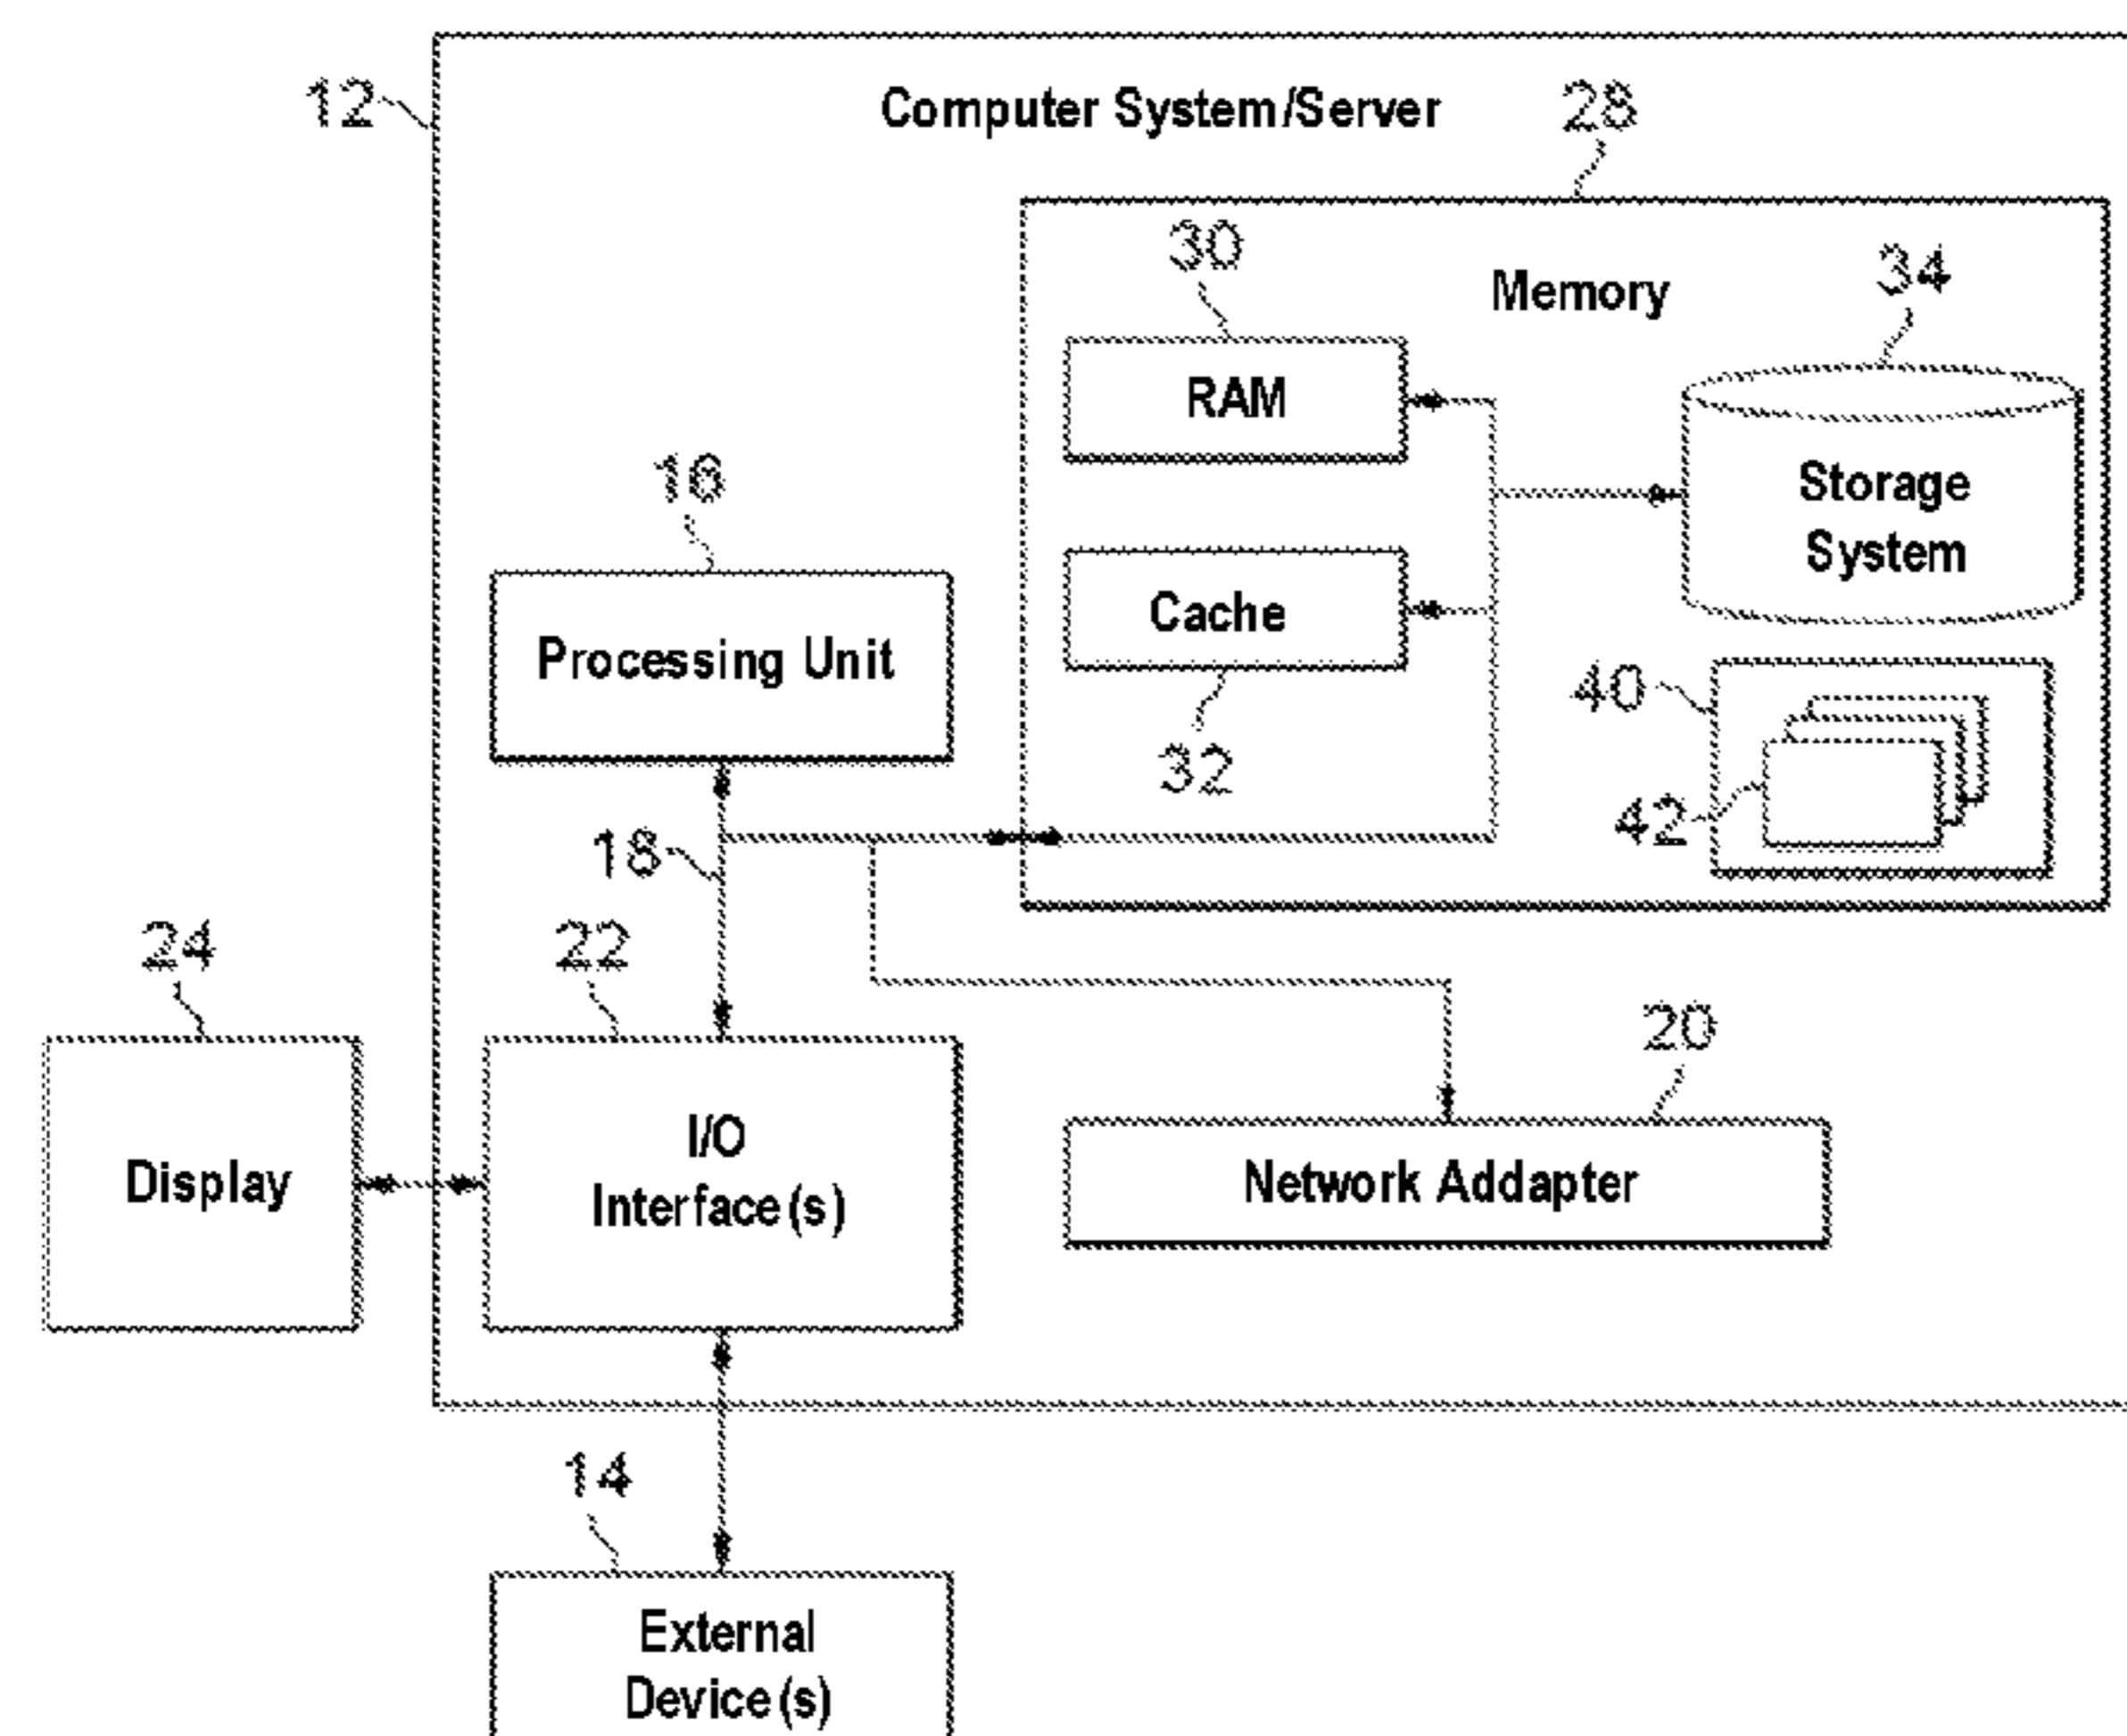 12
Computer System/Server
28
30
Memory
34
RAM
16
Storage
System
Cache
Processing Unit
40
32
42
18
24
22
20
I/O
Interface(s)
Display
Network Addapter
14
External
Device(s)